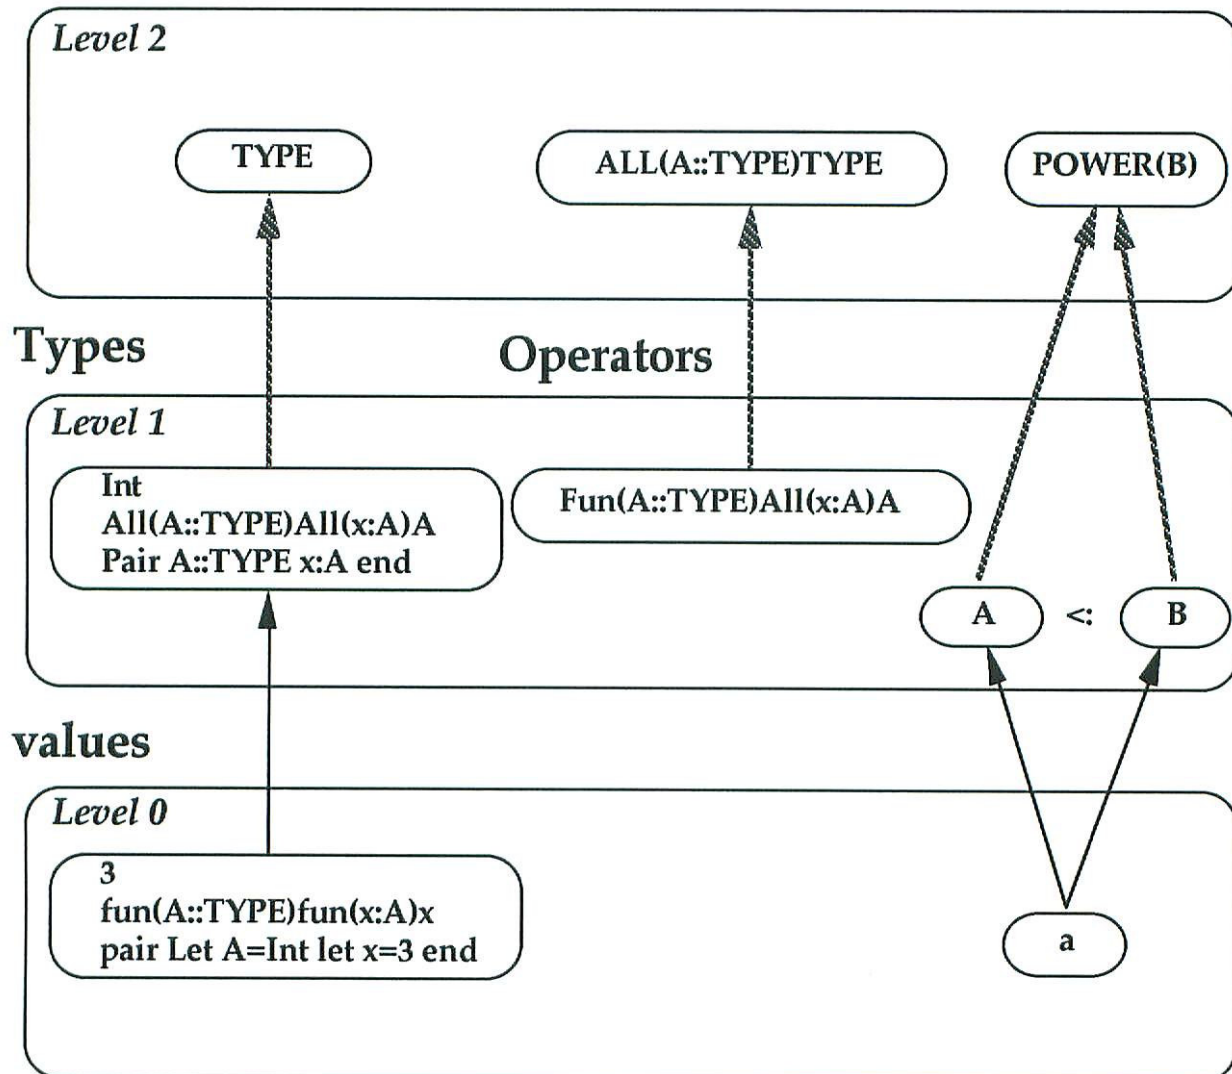 Level 2
TYPE
ALL(A::TYPE)TYPE
POWER(B)
Types
Operators
Level 1
Int
All(A::TYPE)All(x:A)A
Pair A::TYPE x:A end
Fun(A::TYPE)All(x:A)A
A <: B
values
Level 0
3
fun(A::TYPE)fun(x:A)x
pair Let A=Int let x=3 end
a